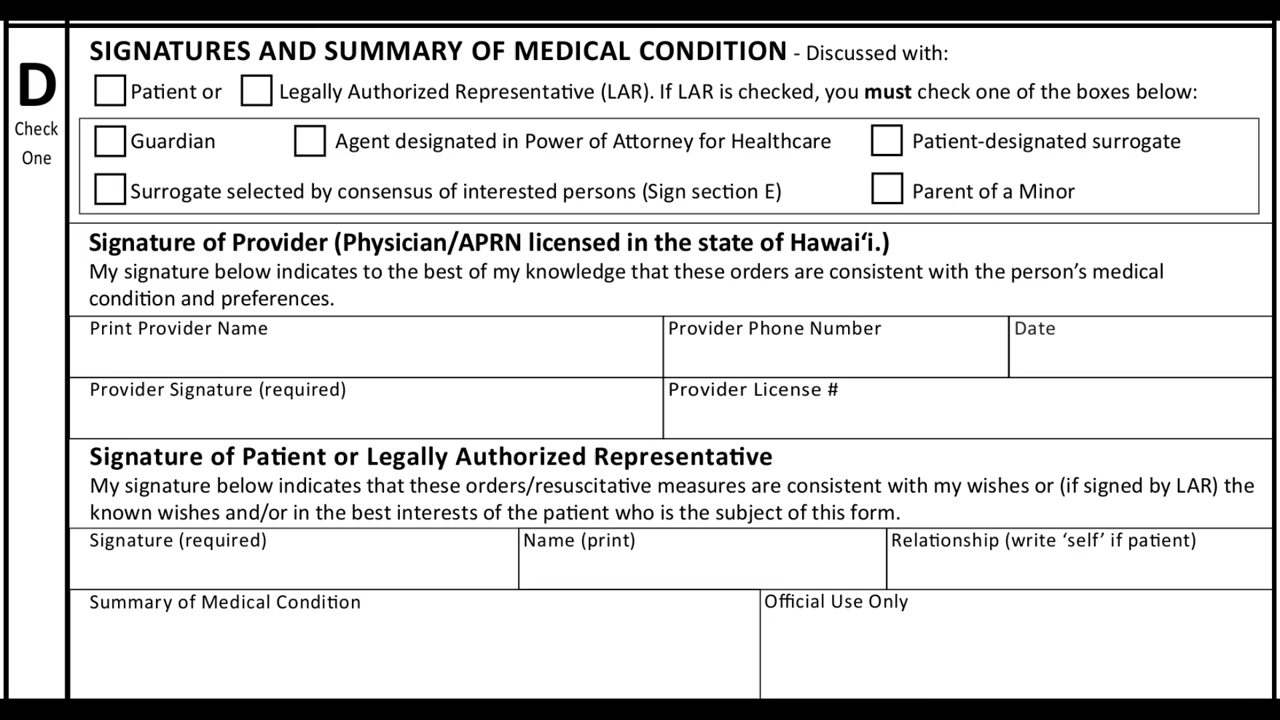 D
Check
One
SIGNATURES AND SUMMARY OF MEDICAL CONDITION - Discussed with:
Patient or Legally Authorized Representative (LAR). If LAR is checked, you must check one of the boxes below:
Guardian Agent designated in Power of Attorney for Healthcare Patient-designated surrogate
Surrogate selected by consensus of interested persons (Sign section E) Parent of a Minor
Signature of Provider (Physician/APRN licensed in the state of Hawaiʻi.)
My signature below indicates to the best of my knowledge that these orders are consistent with the person’s medical
condition and preferences.
Print Provider Name Provider Phone Number Date
Provider Signature (required) Provider License #
Signature of Patient or Legally Authorized Representative
My signature below indicates that these orders/resuscitative measures are consistent with my wishes or (if signed by LAR) the
known wishes and/or in the best interests of the patient who is the subject of this form.
Signature (required) Name (print) Relationship (write ‘self’ if patient)
Summary of Medical Condition Official Use Only